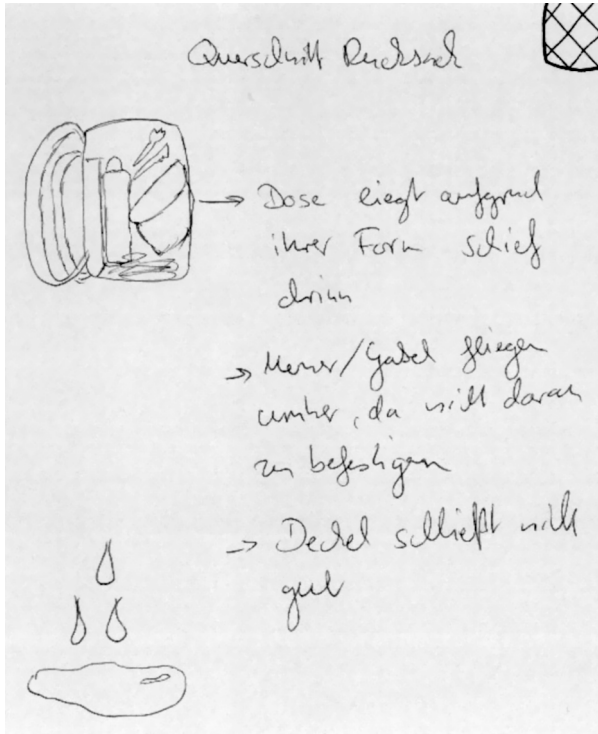 Querschnitt Rucksack
→ Dose liegt aufgrund
ihrer Form schief
drinn
→ Messer/Gabel fliegen
umher, da nicht daran
zu befestigen
→ Deckel schließt nicht
gut